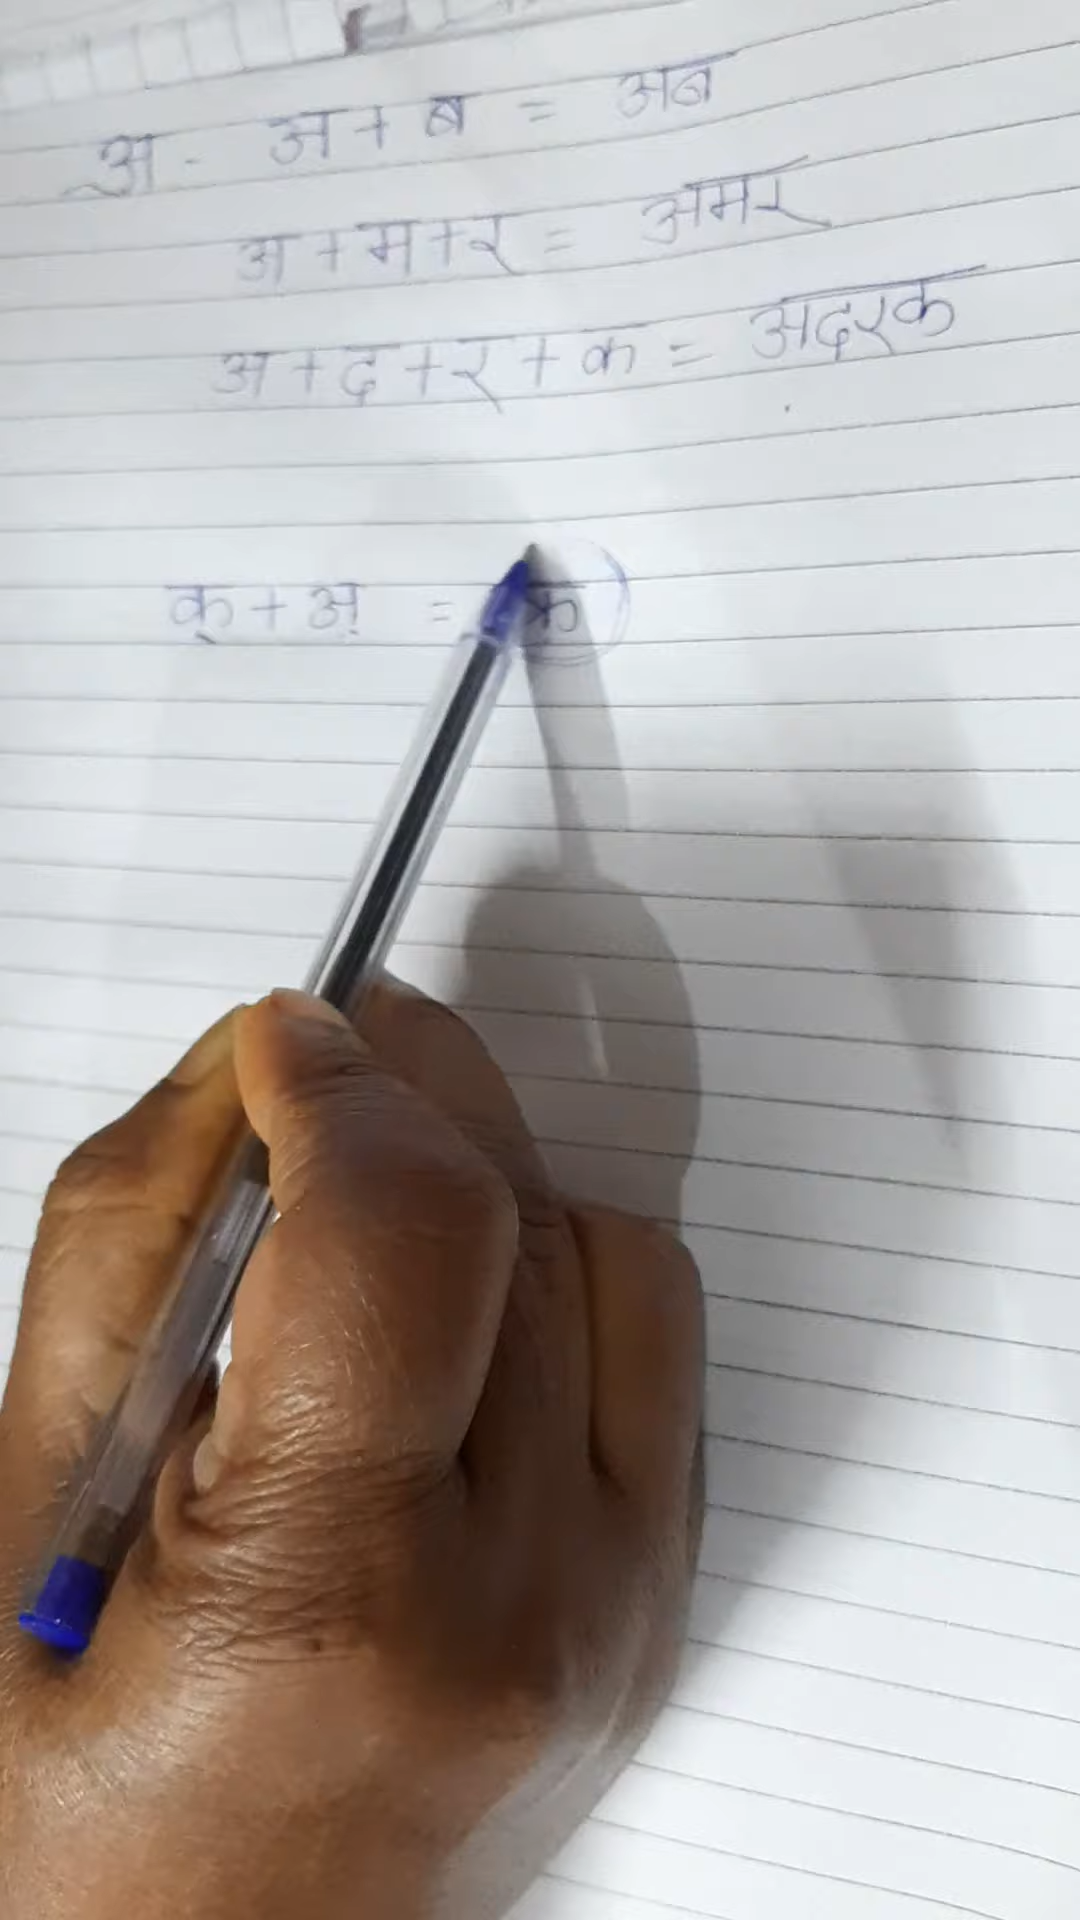 अ - अ + ब = अब
अ + म + र = अमर
अ + द + र + क = अदरक
क् + अ् = क